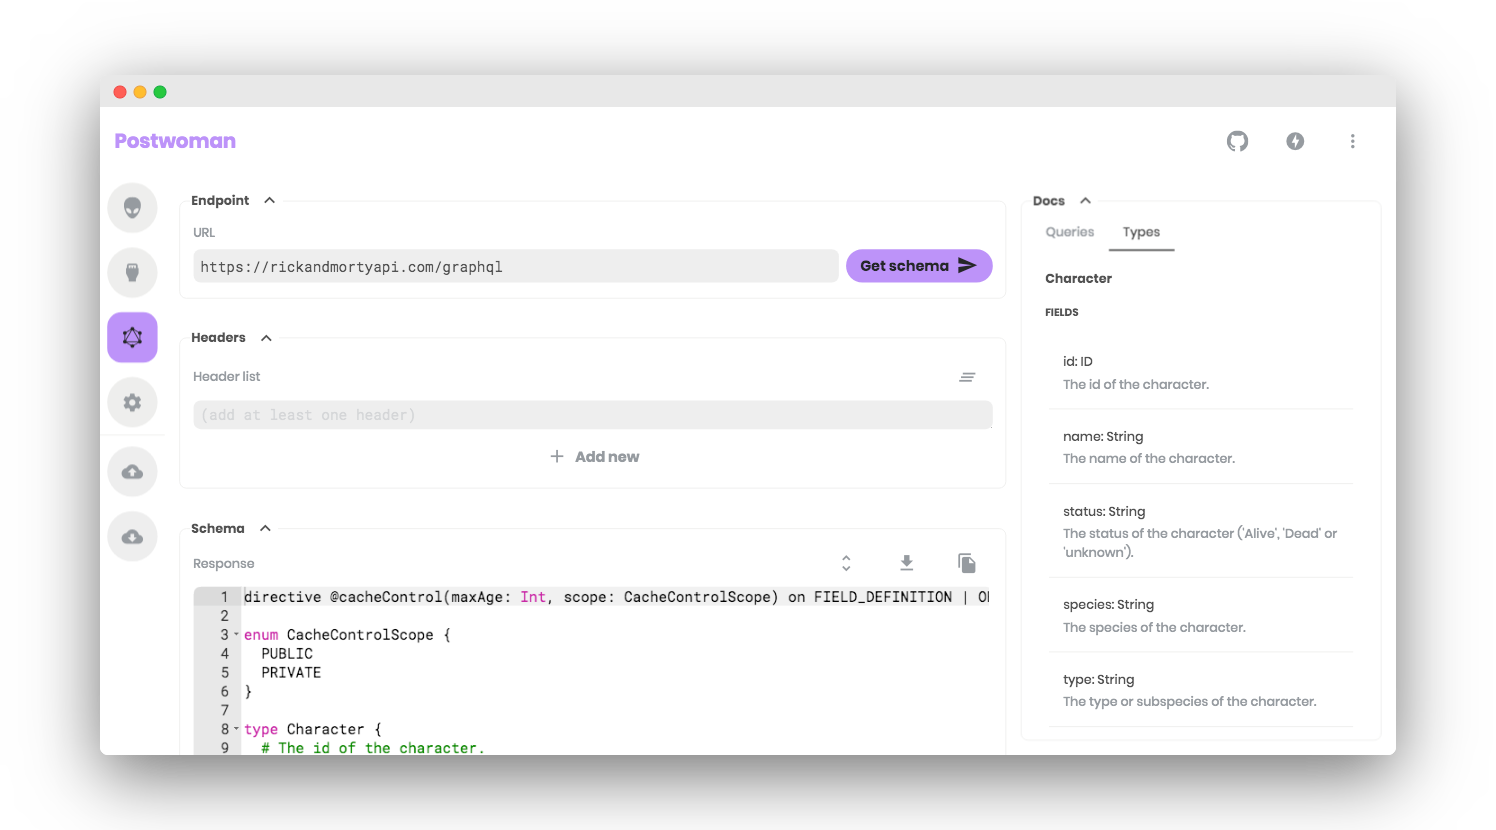 Postwoman
Endpoint
URL
https://rickandmortyapi.com/graphql
Get schema
Headers
Header list
(add at least one header)
Add new
Schema
Response
1 directive @cacheControl(maxAge: Int, scope: CacheControlScope) on FIELD_DEFINITION |
2
3 enum CacheControlScope {
4 PUBLIC
5 PRIVATE
6 }
7
8 type Character {
9 # The id of the character.
Docs
Queries Types
Character
FIELDS
id: ID
The id of the character.
name: String
The name of the character.
status: String
The status of the character ('Alive', 'Dead' or
'unknown').
species: String
The species of the character.
type: String
The type or subspecies of the character.